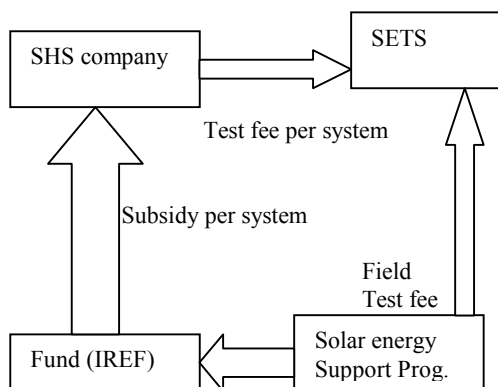 SETS
SHS company
Test fee per system
Subsidy per system
Field
Test fee
Fund (IREF)
Solar energy
Support Prog.